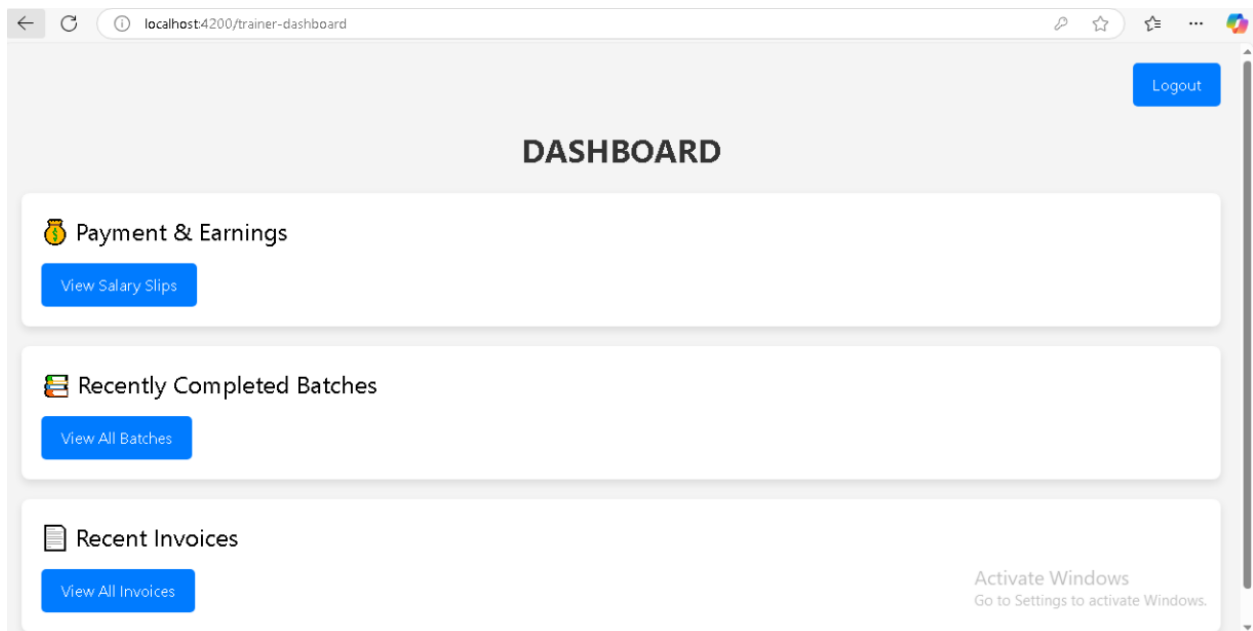 localhost:4200/trainer-dashboard
Logout
DASHBOARD
Payment & Earnings
View Salary Slips
Recently Completed Batches
View All Batches
Recent Invoices
View All Invoices
Activate Windows
Go to Settings to activate Windows.